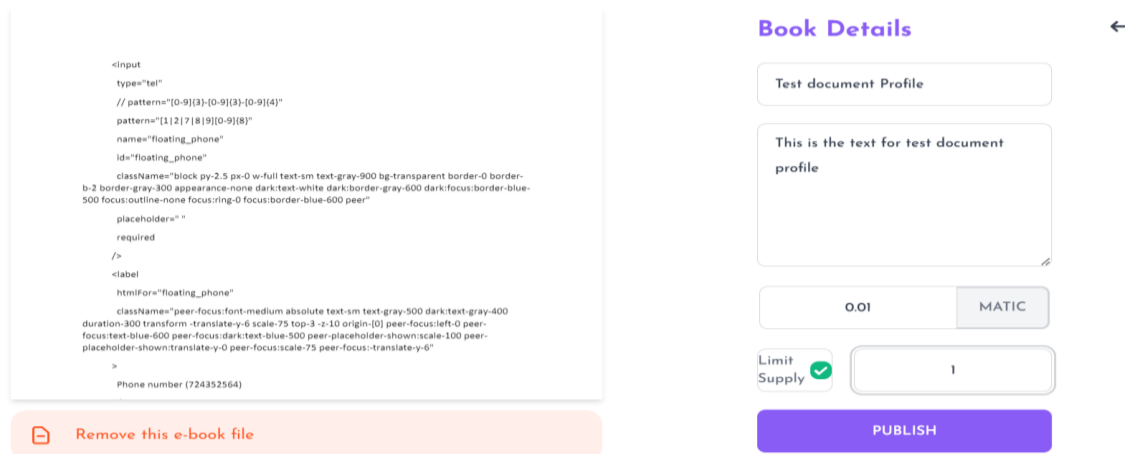 <input
type="tel"
// pattern="[0-9]{3}-[0-9]{3}-[0-9]{4}"
pattern="[1|2|7|8|9][0-9]{8}"
name="floating_phone"
id="floating_phone"
className="block py-2.5 px-0 w-full text-sm text-gray-900 bg-transparent border-0 border-
b-2 border-gray-300 appearance-none dark:text-white dark:border-gray-600 dark:focus:border-blue-
500 focus:outline-none focus:ring-0 focus:border-blue-600 peer"
placeholder=" "
required
/>
<label
htmlFor="floating_phone"
className="peer-focus:font-medium absolute text-sm text-gray-500 dark:text-gray-400
duration-300 transform -translate-y-6 scale-75 top-3 -z-10 origin-[0] peer-focus:left-0 peer-
focus:text-blue-600 peer-focus:dark:text-blue-500 peer-placeholder-shown:scale-100 peer-
placeholder-shown:translate-y-0 peer-focus:scale-75 peer-focus:-translate-y-6"
>
Phone number (724352564)
Remove this e-book file
Book Details
Test document Profile
This is the text for test document
profile
0.01 MATIC
Limit
Supply
1
PUBLISH